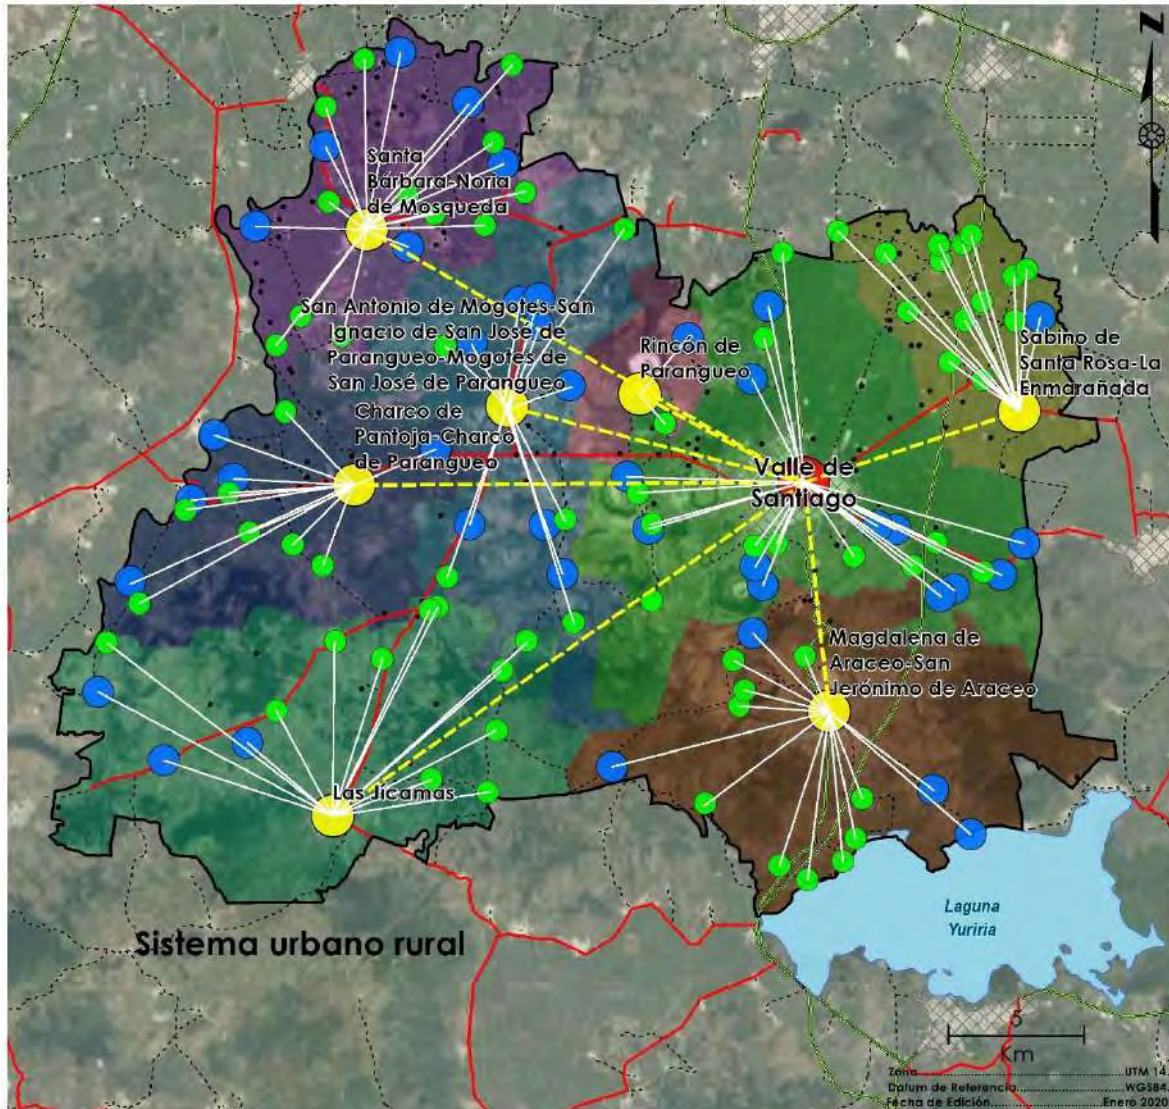 Z
Santa
Bárbara-Noria
de Mosqueda
San Antonio de Mogotes-San
Ignacio de San José de
Parangueo-Mogotes de
San José de Parangueo
Rincón de
Parangueo
Sabino de
Santa Rosa-La
Enmarañada
Charco de
Pantoja-Charco
de Parangueo
Valle de
Santiago
Magdalena de
Araceo-San
Jerónimo de Araceo
Las Jícamas
Laguna
Yuriria
Sistema urbano rural
5
Km
Zona..........................................UTM 14.
Datum de Referencia....................WGS84.
Fecha de Edición................Enero 2020